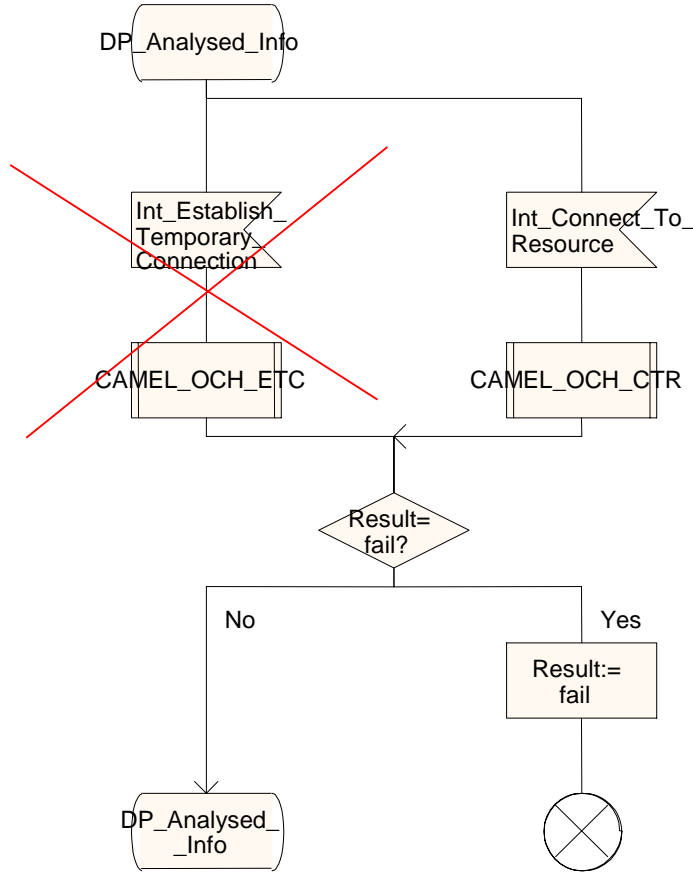 DP_Analysed_Info
Int_Establish_
Temporary_
Connection
Int_Connect_To_
Resource
CAMEL_OCH_ETC
CAMEL_OCH_CTR
Result=
fail?
No
Yes
Result:=
fail
DP_Analysed_
_Info